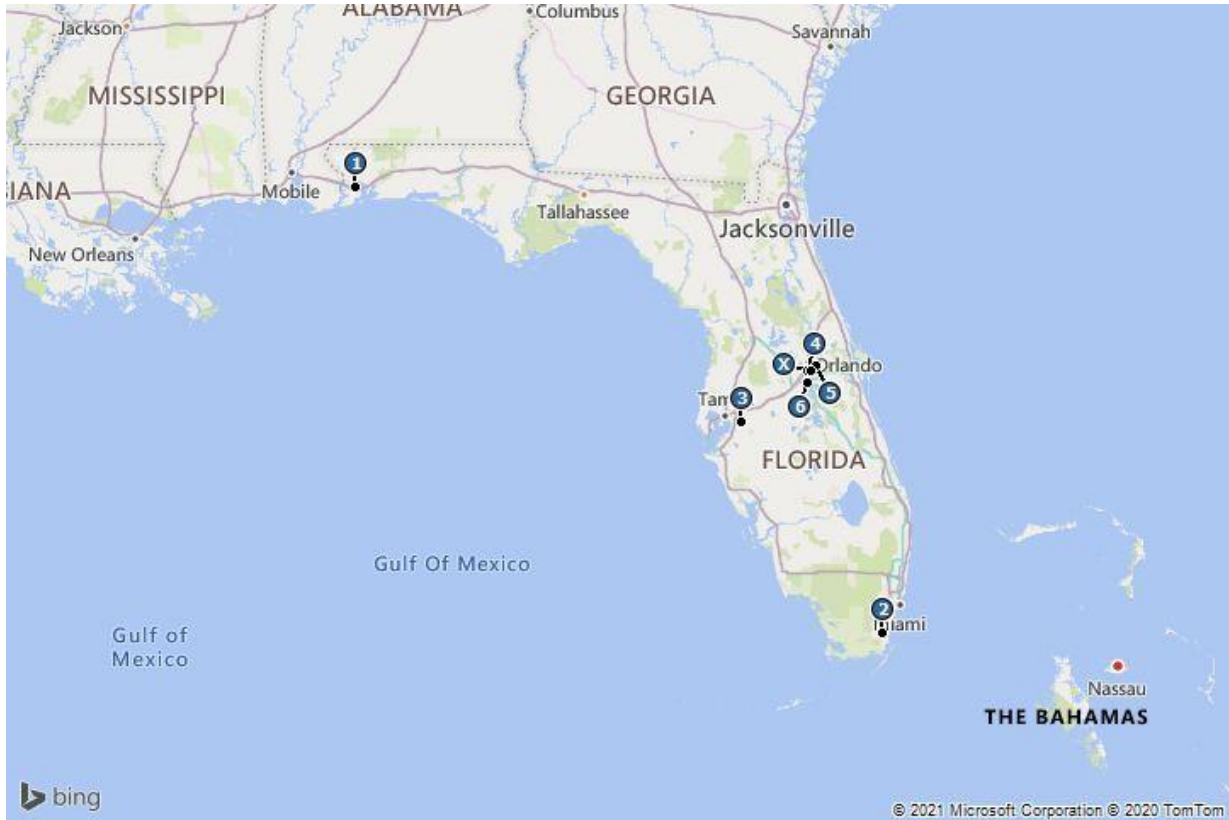 ALABAMA
Columbus
Jackson
Savannah
MISSISSIPPI
GEORGIA
1
IANA
Mobile
Tallahassee
Jacksonville
New Orleans
4
X
Orlando
3
Tam
6
5
FLORIDA
Gulf Of Mexico
2
iami
Gulf of
Mexico
Nassau
THE BAHAMAS
bing
© 2021 Microsoft Corporation © 2020 TomTom